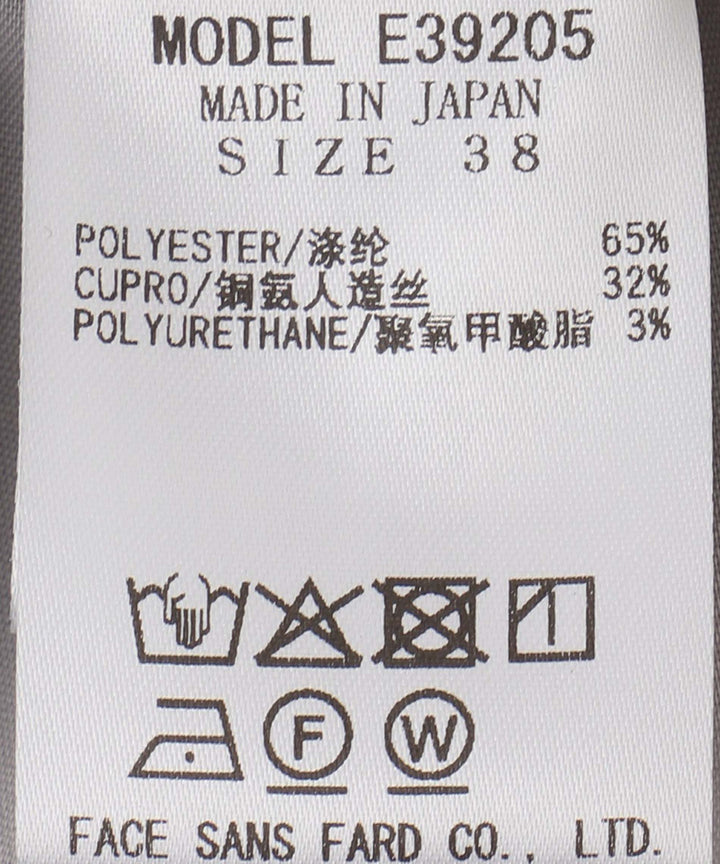 MODEL E39205
MADE IN JAPAN
SIZE 38
POLYESTER/涤纶 65%
CUPRO/铜氨人造丝 32%
POLYURETHANE/聚氧甲酸脂 3%
F W
FACE SANS FARD CO., LTD.